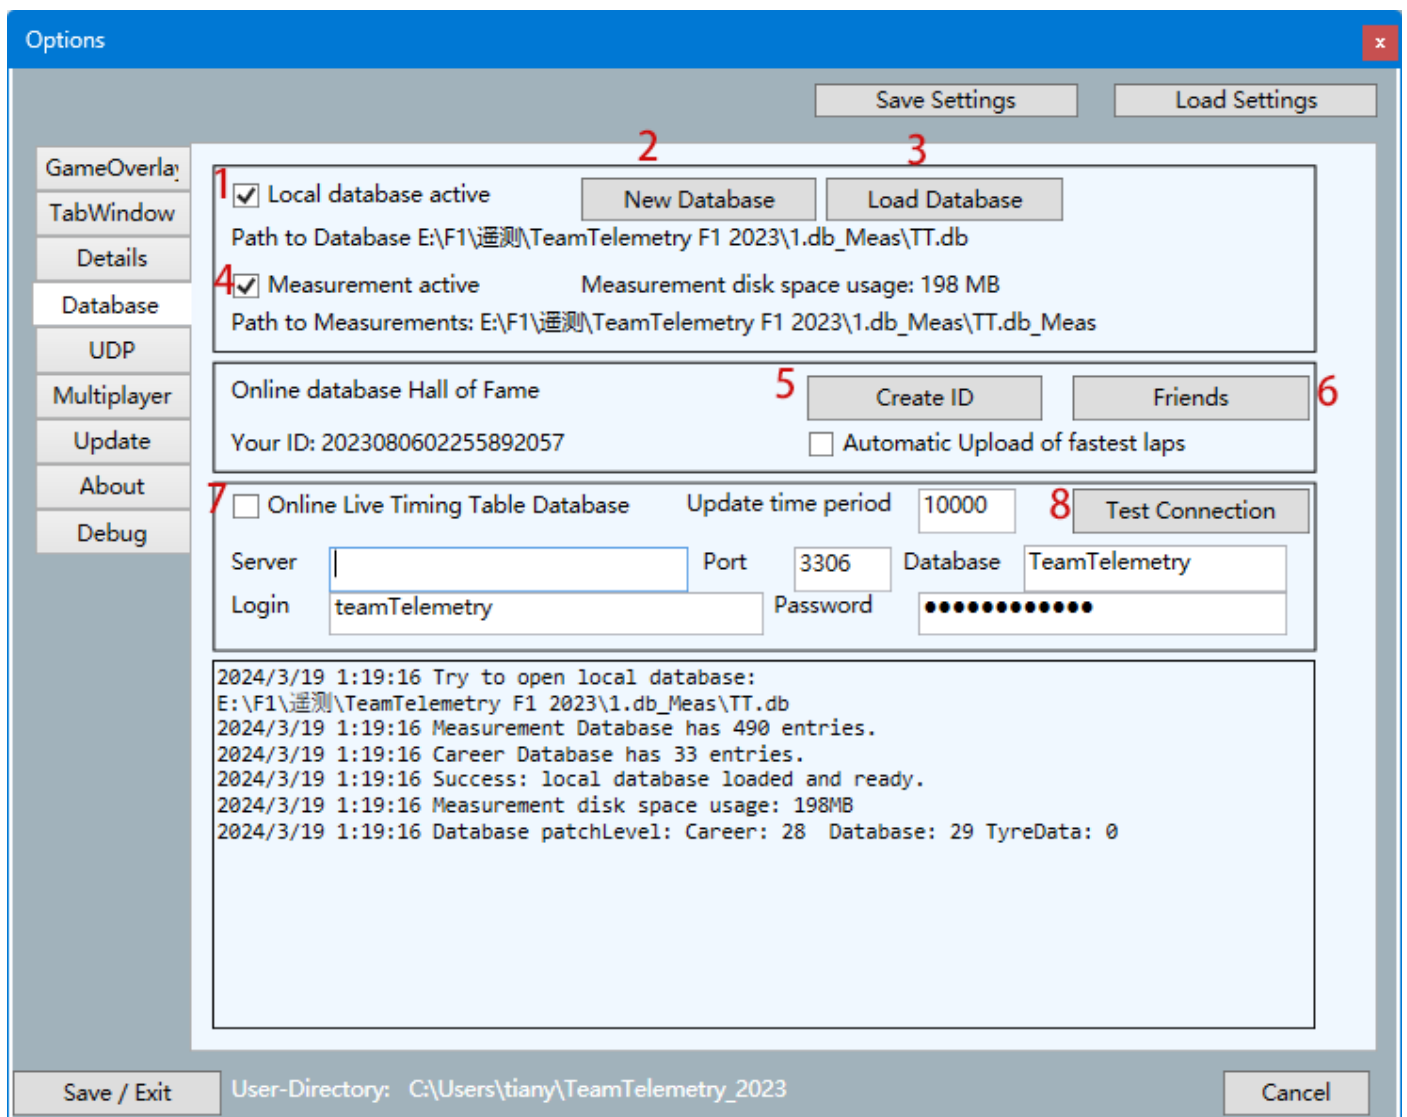 Options
x
Save Settings
Load Settings
2
3
GameOverlay
TabWindow
Details
Database
UDP
Multiplayer
Update
About
Debug
1 Local database active New Database Load Database
Path to Database E:\F1\遥测\TeamTelemetry F1 2023\1.db_Meas\TT.db
4 Measurement active Measurement disk space usage: 198 MB
Path to Measurements: E:\F1\遥测\TeamTelemetry F1 2023\1.db_Meas\TT.db_Meas
Online database Hall of Fame 5 Create ID Friends 6
Your ID: 2023080602255892057 Automatic Upload of fastest laps
7 Online Live Timing Table Database Update time period 10000 8 Test Connection
Server Port 3306 Database TeamTelemetry
Login teamTelemetry Password ●●●●●●●●●●●●
2024/3/19 1:19:16 Try to open local database:
E:\F1\遥测\TeamTelemetry F1 2023\1.db_Meas\TT.db
2024/3/19 1:19:16 Measurement Database has 490 entries.
2024/3/19 1:19:16 Career Database has 33 entries.
2024/3/19 1:19:16 Success: local database loaded and ready.
2024/3/19 1:19:16 Measurement disk space usage: 198MB
2024/3/19 1:19:16 Database patchLevel: Career: 28  Database: 29 TyreData: 0
Save / Exit User-Directory: C:\Users\tiany\TeamTelemetry_2023 Cancel